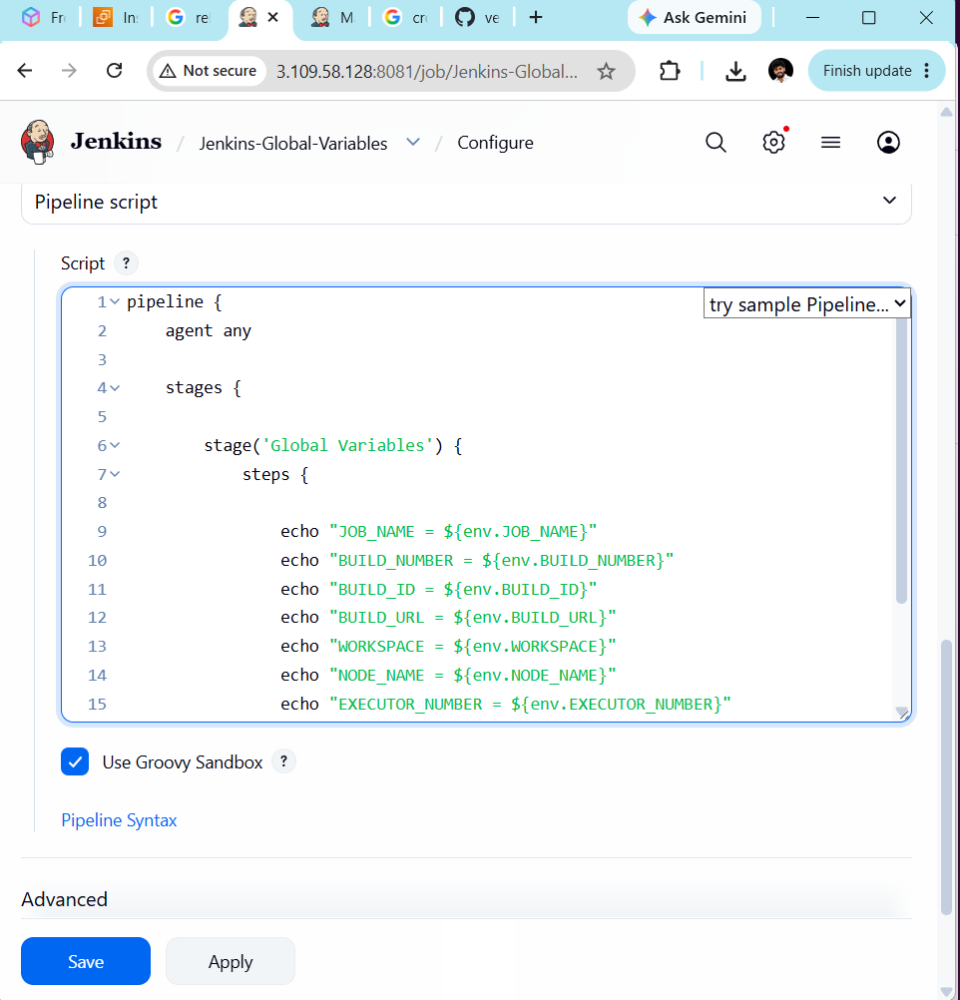 Fr
In
rel
M
cr
ve
Ask Gemini
Not secure 3.109.58.128:8081/job/Jenkins-Global...
Finish update
Jenkins / Jenkins-Global-Variables / Configure
Pipeline script
Script ?
try sample Pipeline...
1 pipeline {
2     agent any
3
4     stages {
5
6         stage('Global Variables') {
7             steps {
8
9                 echo "JOB_NAME = ${env.JOB_NAME}"
10                 echo "BUILD_NUMBER = ${env.BUILD_NUMBER}"
11                 echo "BUILD_ID = ${env.BUILD_ID}"
12                 echo "BUILD_URL = ${env.BUILD_URL}"
13                 echo "WORKSPACE = ${env.WORKSPACE}"
14                 echo "NODE_NAME = ${env.NODE_NAME}"
15                 echo "EXECUTOR_NUMBER = ${env.EXECUTOR_NUMBER}"
Use Groovy Sandbox ?
Pipeline Syntax
Advanced
Save
Apply